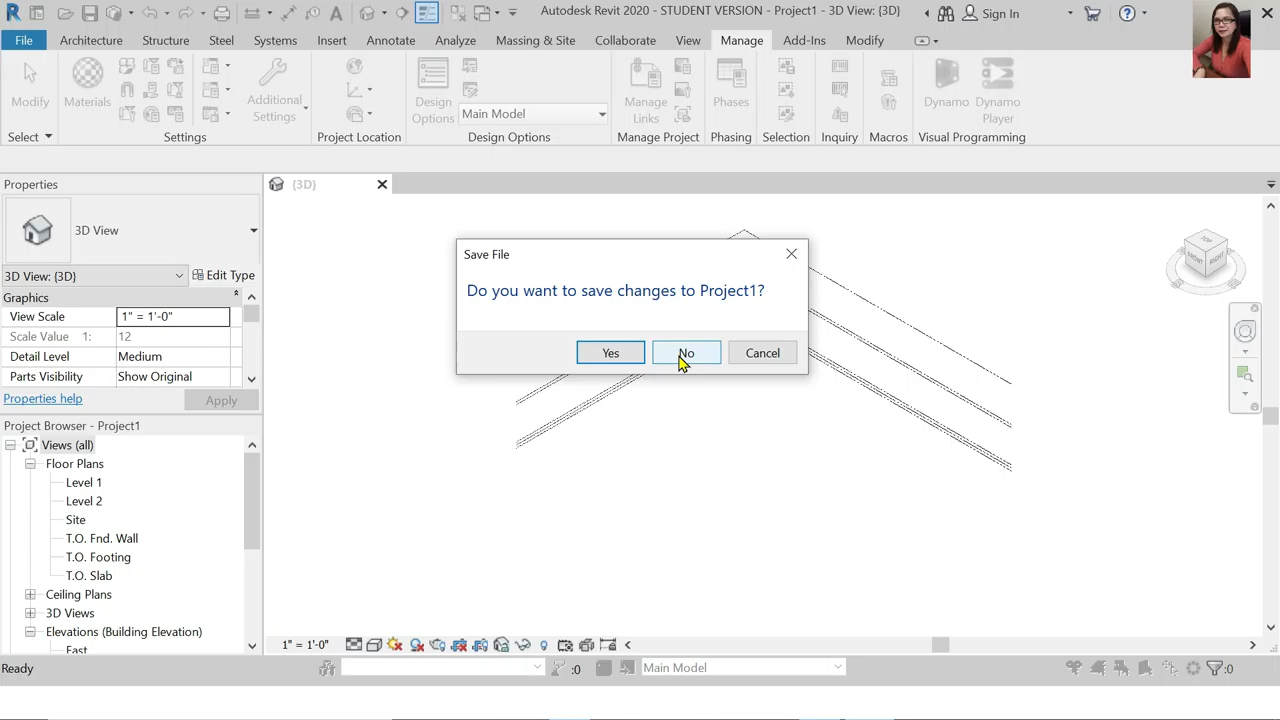 Autodesk Revit 2020 - STUDENT VERSION - Project1 - 3D View: {3D}
Sign In
File
Architecture
Structure
Steel
Systems
Insert
Annotate
Analyze
Massing & Site
Collaborate
View
Manage
Add-Ins
Modify
Modify
Materials
Additional
Settings
Design
Options
Main Model
Manage
Links
Phases
Dynamo
Dynamo
Player
Select
Settings
Project Location
Design Options
Manage Project
Phasing
Selection
Inquiry
Macros
Visual Programming
Properties
{3D}
3D View
3D View: {3D}
Edit Type
Graphics
View Scale
1" = 1'-0"
Scale Value 1:
12
Detail Level
Medium
Parts Visibility
Show Original
Properties help
Apply
Project Browser - Project1
Views (all)
Floor Plans
Level 1
Level 2
Site
T.O. Fnd. Wall
T.O. Footing
T.O. Slab
Ceiling Plans
3D Views
Elevations (Building Elevation)
East
Save File
Do you want to save changes to Project1?
Yes
No
Cancel
TOP
FRONT
RIGHT
1" = 1'-0"
Ready
:0
Main Model
:0